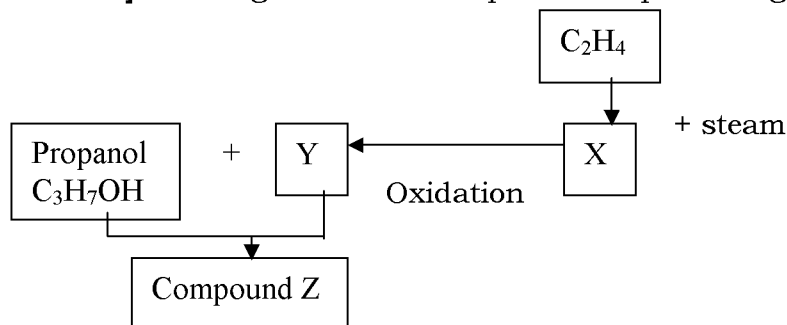 C₂H₄
+ steam
Propanol
C₃H₇OH
+
Y
X
Oxidation
Compound Z